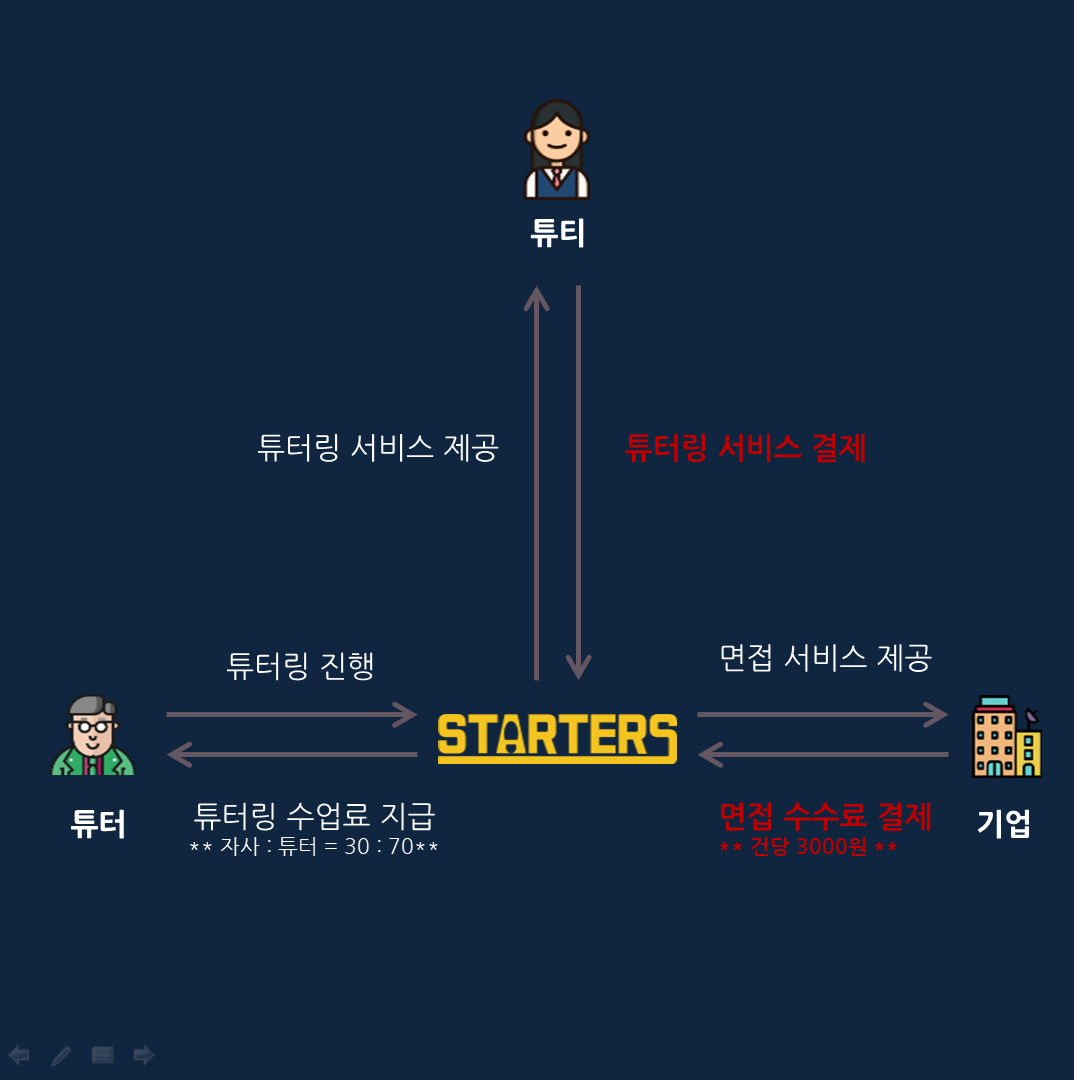 튜티
튜터링 서비스 제공
튜터링 서비스 결제
튜터링 진행
면접 서비스 제공
STARTERS
튜터
튜터링 수업료 지급
** 자사 : 튜터 = 30 : 70**
면접 수수료 결제
** 건당 3000원 **
기업